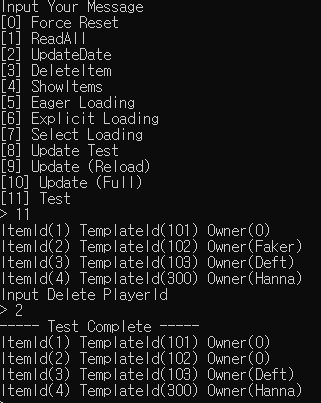 Input Your Message
[0] Force Reset
[1] ReadAll
[2] UpdateDate
[3] DeleteItem
[4] ShowItems
[5] Eager Loading
[6] Explicit Loading
[7] Select Loading
[8] Update Test
[9] Update (Reload)
[10] Update (Full)
[11] Test
> 11
ItemId(1) TemplateId(101) Owner(0)
ItemId(2) TemplateId(102) Owner(Faker)
ItemId(3) TemplateId(103) Owner(Deft)
ItemId(4) TemplateId(300) Owner(Hanna)
Input Delete PlayerId
> 2
----- Test Complete -----
ItemId(1) TemplateId(101) Owner(0)
ItemId(2) TemplateId(102) Owner(0)
ItemId(3) TemplateId(103) Owner(Deft)
ItemId(4) TemplateId(300) Owner(Hanna)